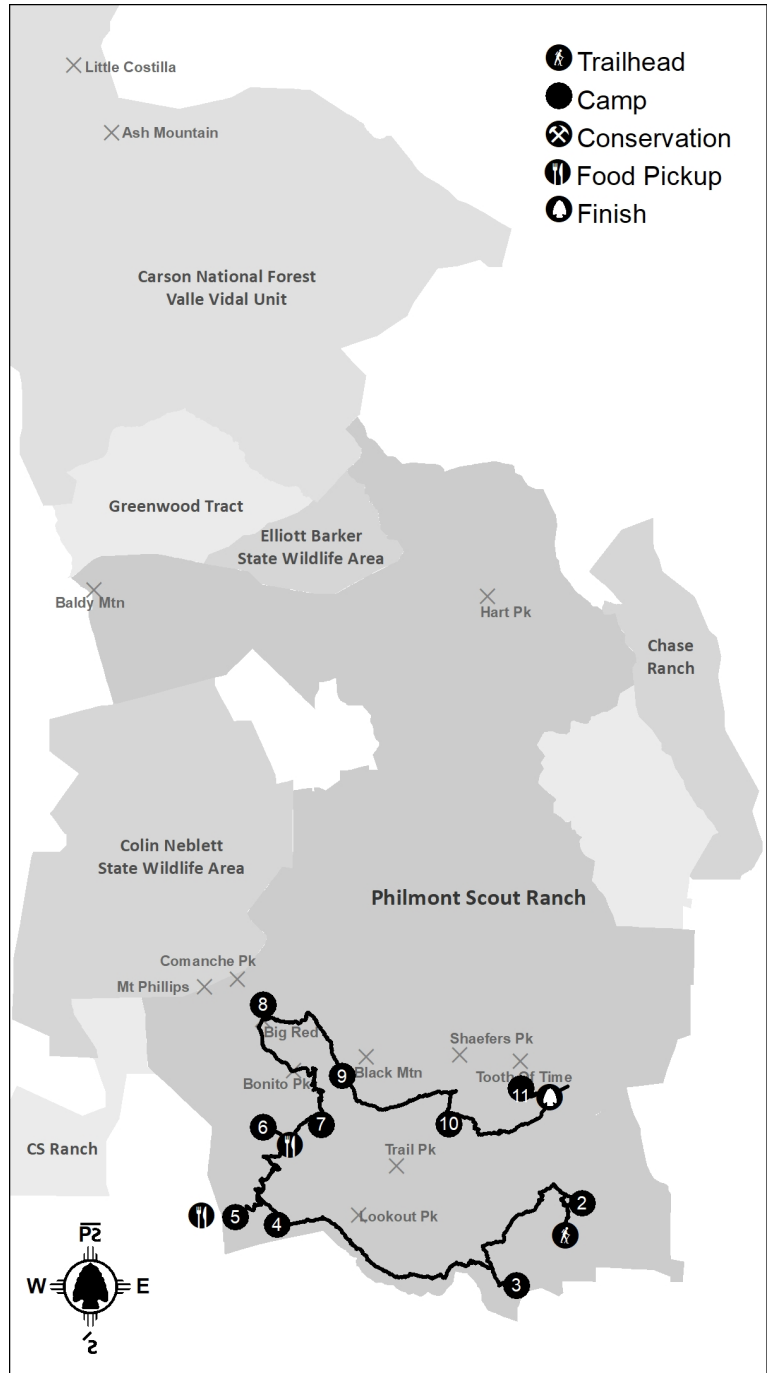 Little Costilla
Ash Mountain
Trailhead
Camp
Conservation
Food Pickup
Finish
Carson National Forest
Valle Vidal Unit
Greenwood Tract
Elliott Barker
State Wildlife Area
Baldy Mtn
Hart Pk
Chase
Ranch
Colin Neblett
State Wildlife Area
Philmont Scout Ranch
Comanche Pk
Mt Phillips
8
Big Red
Shaefers Pk
Black Mtn
9
Bonito Pk
Tooth Of Time
11
6
7
10
CS Ranch
Trail Pk
2
5
4
Lookout Pk
3
W
E